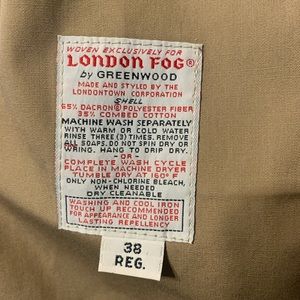 WOVEN EXCLUSIVELY FOR
LONDON FOG®
by GREENWOOD
MADE AND STYLED BY THE
LONDONTOWN CORPORATION
SHELL
65% DACRON® POLYESTER FIBER
35% COMBED COTTON
MACHINE WASH SEPARATELY
WITH WARM OR COLD WATER
RINSE THREE (3) TIMES. REMOVE
ALL SOAPS. DO NOT SPIN DRY OR
WRING. HANG TO DRIP DRY.
-OR-
COMPLETE WASH CYCLE
PLACE IN MACHINE DRYER
TUMBLE DRY AT 160° F
ONLY NON-CHLORINE BLEACH,
WHEN NEEDED
DRY CLEANABLE
WASHING AND COOL IRON
TOUCH UP RECOMMENDED
FOR APPEARANCE AND LONGER
LASTING REPELLENCY
38
REG.